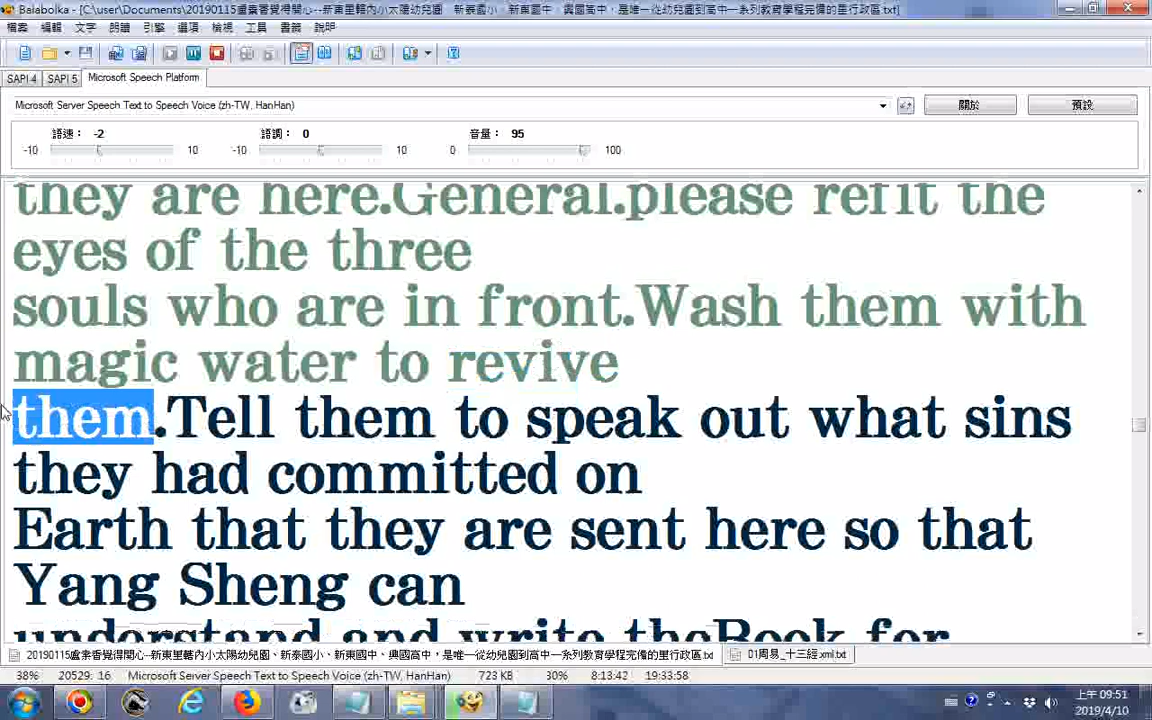 Balabolka - [C:\user\Documents\20190115盧秉香覺得開心--新東里轄內小太陽幼兒園、新泰國小、新東國中、興國高中，是唯一從幼兒園到高中一系列教育學程完備的里行政區.txt]
檔案 編輯 文字 朗讀 引擎 選項 檢視 工具 書籤 說明
SAPI 4 SAPI 5 Microsoft Speech Platform
Microsoft Server Speech Text to Speech Voice (zh-TW, HanHan) 關於 預設
語速： -2 語調： 0 音量： 95
-10 10 -10 10 0 100
they are here.General.please refit the
eyes of the three
souls who are in front.Wash them with
magic water to revive
them.Tell them to speak out what sins
they had committed on
Earth that they are sent here so that
Yang Sheng can
understand and write theBook for
20190115盧秉香覺得開心--新東里轄內小太陽幼兒園、新泰國小、新東國中、興國高中，是唯一從幼兒園到高中一系列教育學程完備的里行政區.txt 01周易_十三經.xml.txt
38% 20529: 16 Microsoft Server Speech Text to Speech Voice (zh-TW, HanHan) 723 KB 30% 8:13:42 19:33:58
上午 09:51
2019/4/10